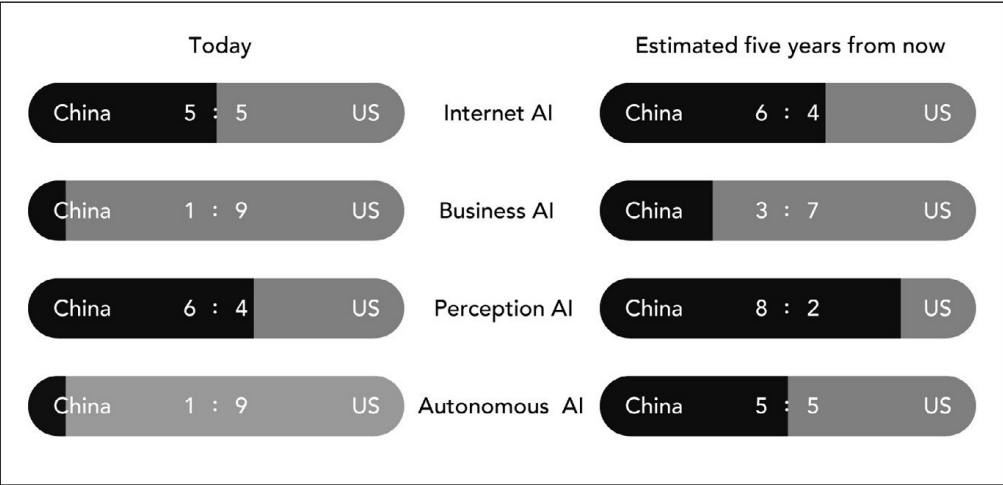 Today Estimated five years from now
China 5 : 5 US Internet AI China 6 : 4 US
China 1 : 9 US Business AI China 3 : 7 US
China 6 : 4 US Perception AI China 8 : 2 US
China 1 : 9 US Autonomous AI China 5 : 5 US